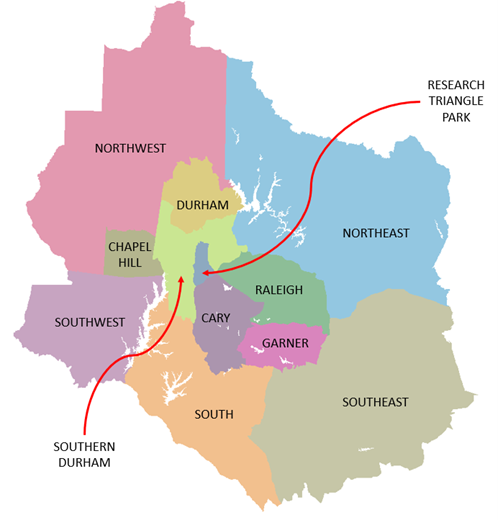 RESEARCH
TRIANGLE
PARK
NORTHWEST
DURHAM
NORTHEAST
CHAPEL
HILL
RALEIGH
SOUTHWEST
CARY
GARNER
SOUTH
SOUTHEAST
SOUTHERN
DURHAM